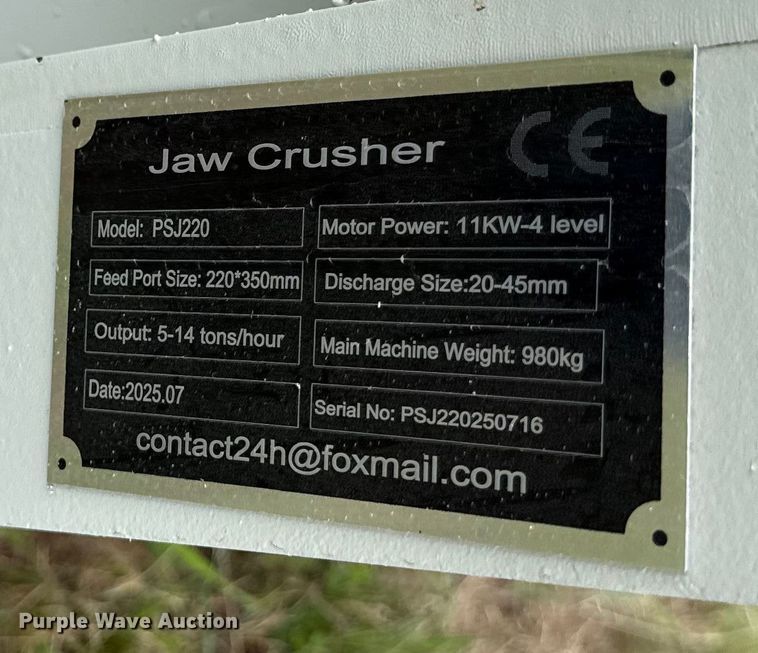 Jaw Crusher CE
Model: PSJ220
Motor Power: 11KW-4 level
Feed Port Size: 220*350mm
Discharge Size:20-45mm
Output: 5-14 tons/hour
Main Machine Weight: 980kg
Date:2025.07
Serial No: PSJ220250716
contact24h@foxmail.com
Purple Wave Auction